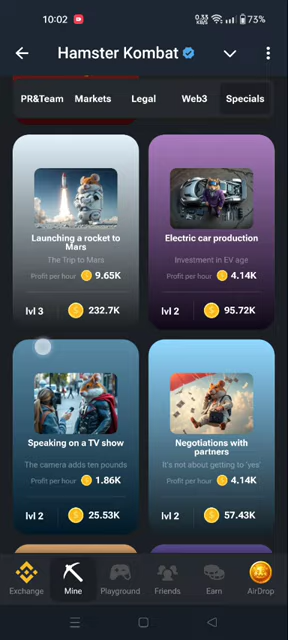 10:02
0.33
KB/s
73%
Hamster Kombat
PR&Team
Markets
Legal
Web3
Specials
Launching a rocket to
Mars
The Trip to Mars
Profit per hour 9.65K
lvl 3 232.7K
Electric car production
Investment in EV age
Profit per hour 4.14K
lvl 2 95.72K
Speaking on a TV show
The camera adds ten pounds
Profit per hour 1.86K
lvl 2 25.53K
Negotiations with
partners
It's not about getting to 'yes'
Profit per hour 4.14K
lvl 2 57.43K
Exchange
Mine
Playground
Friends
Earn
AirDrop